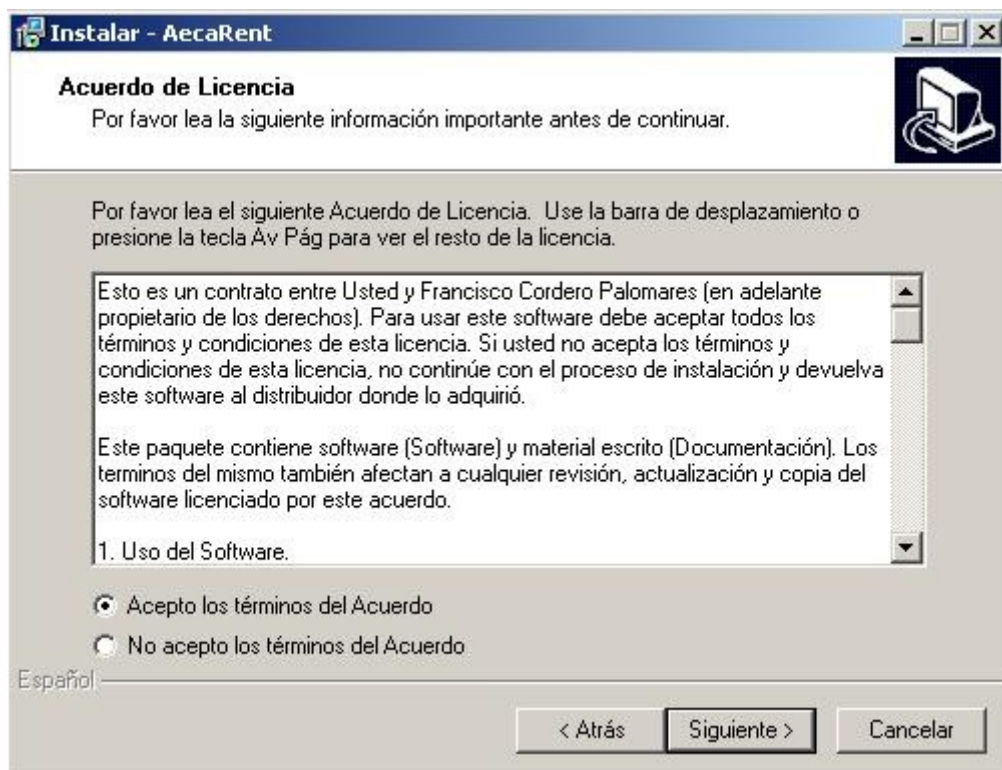 Instalar - AecaRent
Acuerdo de Licencia
Por favor lea la siguiente información importante antes de continuar.
Por favor lea el siguiente Acuerdo de Licencia. Use la barra de desplazamiento o
presione la tecla Av Pág para ver el resto de la licencia.
Esto es un contrato entre Usted y Francisco Cordero Palomares (en adelante
propietario de los derechos). Para usar este software debe aceptar todos los
términos y condiciones de esta licencia. Si usted no acepta los términos y
condiciones de esta licencia, no continúe con el proceso de instalación y devuelva
este software al distribuidor donde lo adquirió.
Este paquete contiene software (Software) y material escrito (Documentación). Los
terminos del mismo también afectan a cualquier revisión, actualización y copia del
software licenciado por este acuerdo.
1. Uso del Software.
Acepto los términos del Acuerdo
No acepto los términos del Acuerdo
Español
< Atrás Siguiente > Cancelar